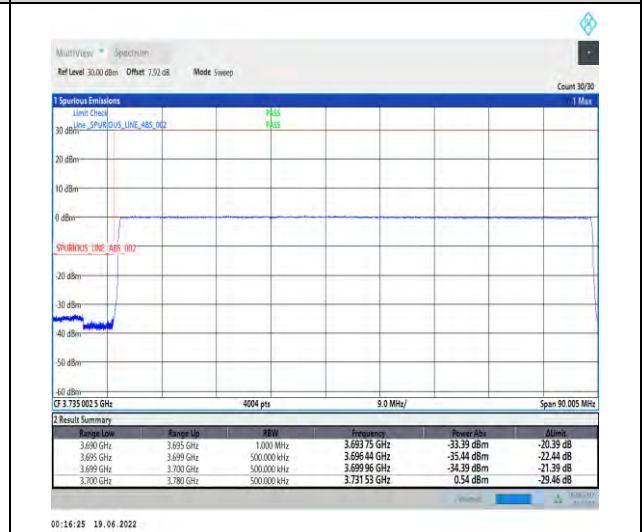 MultiView Spectrum
Ref Level 30.00 dBm Offset 7.92 dB Mode Sweep
Count 30/30
1 Spurious Emissions 1 Max
Limit Check PASS
Line _SPURIOUS_LINE_ABS_002 PASS
30 dBm
20 dBm
10 dBm
0 dBm
_SPURIOUS_LINE_ABS_002
-20 dBm
-30 dBm
-40 dBm
-50 dBm
-60 dBm
CF 3.735 002 5 GHz 4004 pts 9.0 MHz/ Span 90.005 MHz
2 Result Summary
Range Low Range Up RBW Frequency Power Abs ΔLimit
3.690 GHz 3.695 GHz 1.000 MHz 3.693 75 GHz -33.39 dBm -20.39 dB
3.695 GHz 3.699 GHz 500.000 kHz 3.696 44 GHz -35.44 dBm -22.44 dB
3.699 GHz 3.700 GHz 500.000 kHz 3.699 96 GHz -34.39 dBm -21.39 dB
3.700 GHz 3.780 GHz 500.000 kHz 3.731 53 GHz 0.54 dBm -29.46 dB
00:16:25 19.06.2022